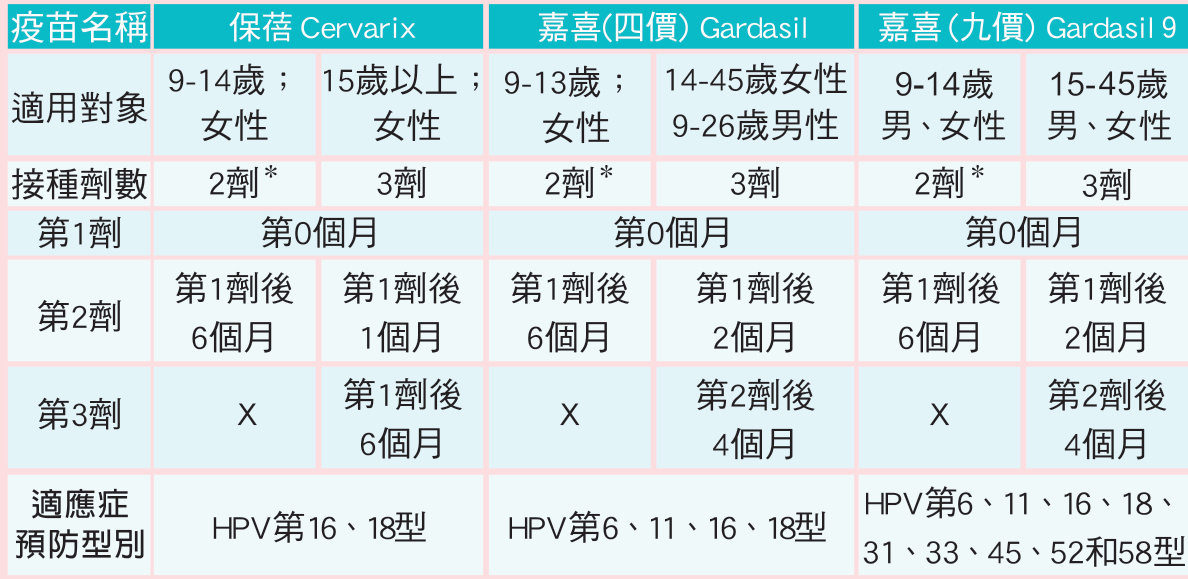 疫苗名稱 保蓓 Cervarix 嘉喜(四價) Gardasil 嘉喜(九價) Gardasil 9
適用對象
9-14歲；
女性
15歲以上；
女性
9-13歲；
女性
14-45歲女性
9-26歲男性
9-14歲
男、女性
15-45歲
男、女性
接種劑數 2劑* 3劑 2劑* 3劑 2劑* 3劑
第1劑 第0個月 第0個月 第0個月
第2劑
第1劑後
6個月
第1劑後
1個月
第1劑後
6個月
第1劑後
2個月
第1劑後
6個月
第1劑後
2個月
第3劑
X
第1劑後
6個月
X
第2劑後
4個月
X
第2劑後
4個月
適應症
預防型別
HPV第16、18型
HPV第6、11、16、18型
HPV第6、11、16、18、
31、33、45、52和58型